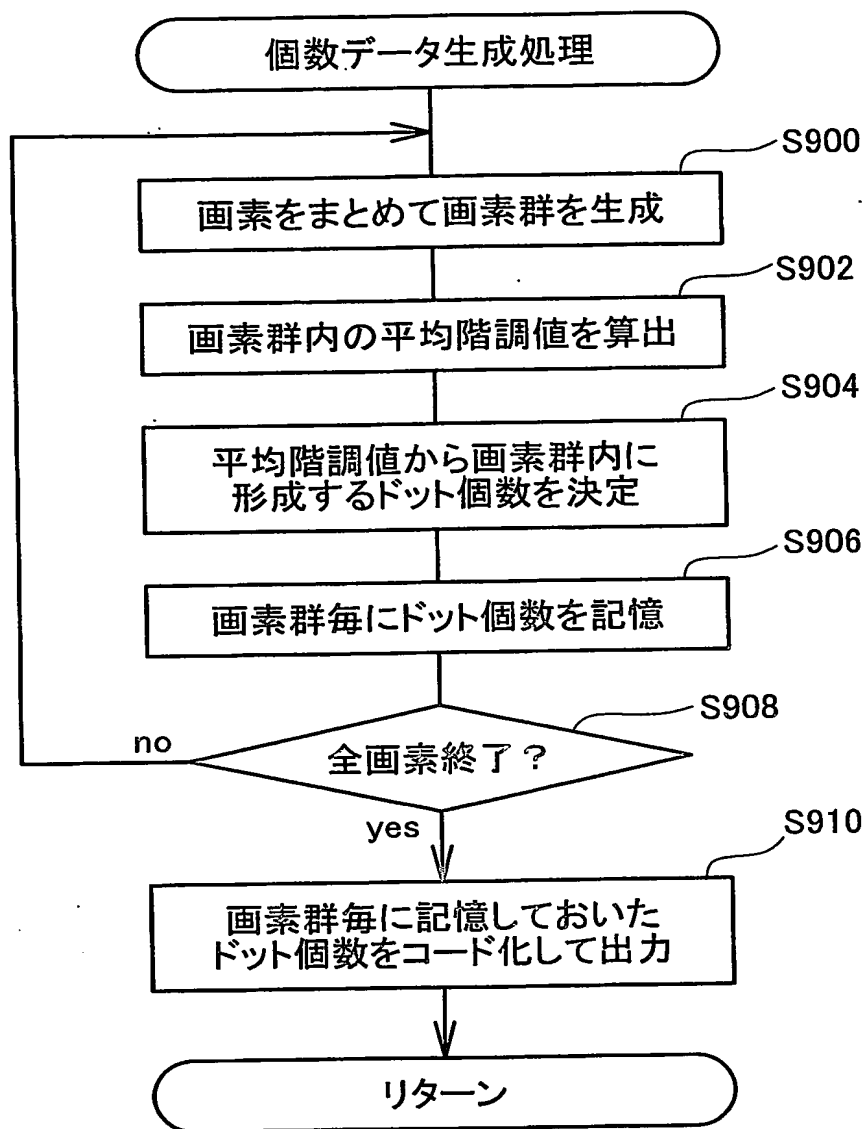 個数データ生成処理
S900
画素をまとめて画素群を生成
S902
画素群内の平均階調値を算出
S904
平均階調値から画素群内に
形成するドット個数を決定
S906
画素群毎にドット個数を記憶
S908
no
全画素終了?
yes
S910
画素群毎に記憶しておいた
ドット個数をコード化して出力
リターン